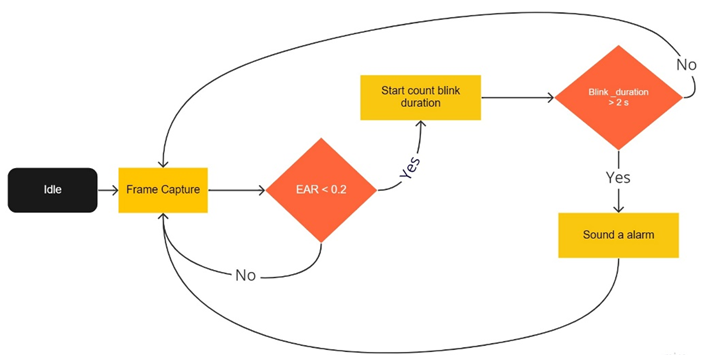 No
Start count blink
duration
Blink _duration
> 2 s
Yes
Idle
Frame Capture
EAR < 0.2
Yes
Sound a alarm
No